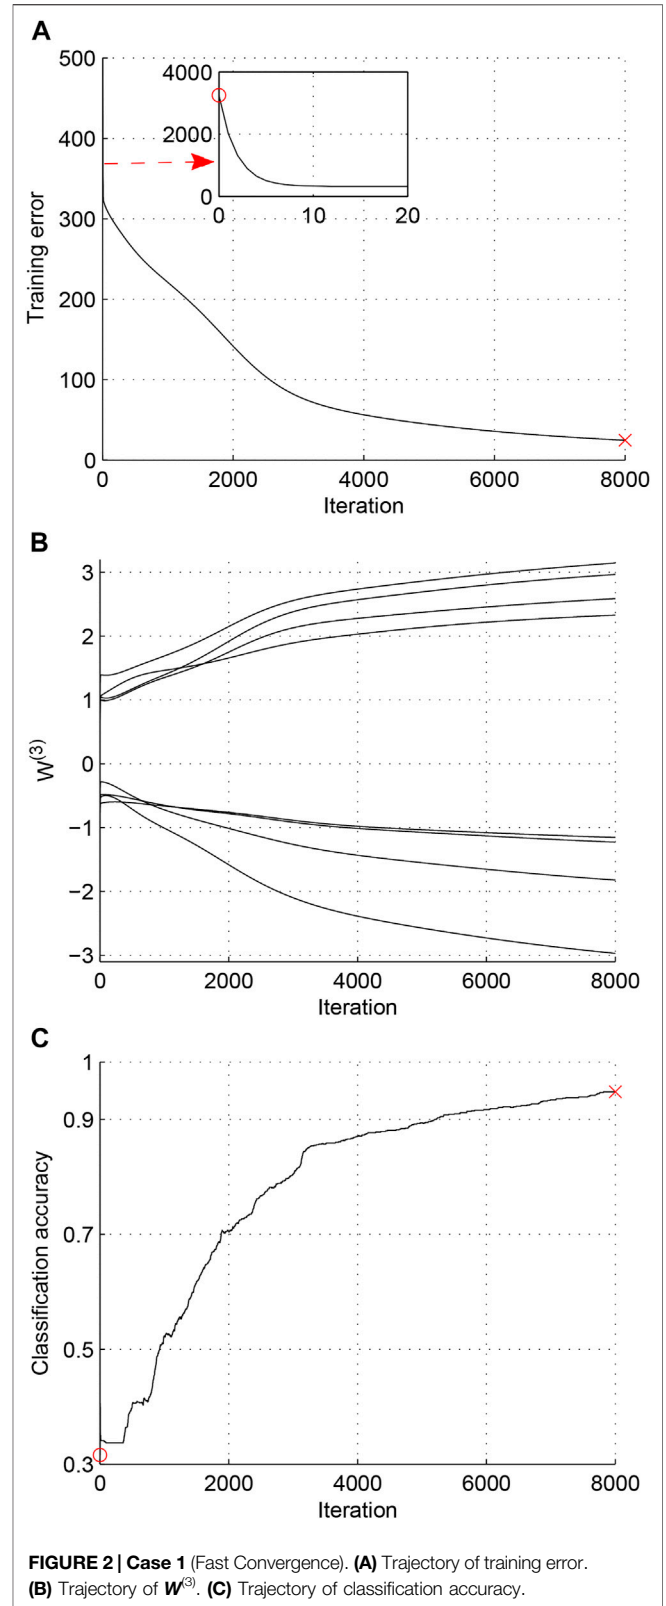 A
500
400
300
200
100
0
Training error
4000
2000
0
0 10 20
0 2000 4000 6000 8000
Iteration
B
3
2
1
0
−1
−2
−3
W(3)
0 2000 4000 6000 8000
Iteration
C
1
0.9
0.7
0.5
0.3
Classification accuracy
0 2000 4000 6000 8000
Iteration
FIGURE 2 | Case 1 (Fast Convergence). (A) Trajectory of training error.
(B) Trajectory of W(3). (C) Trajectory of classification accuracy.